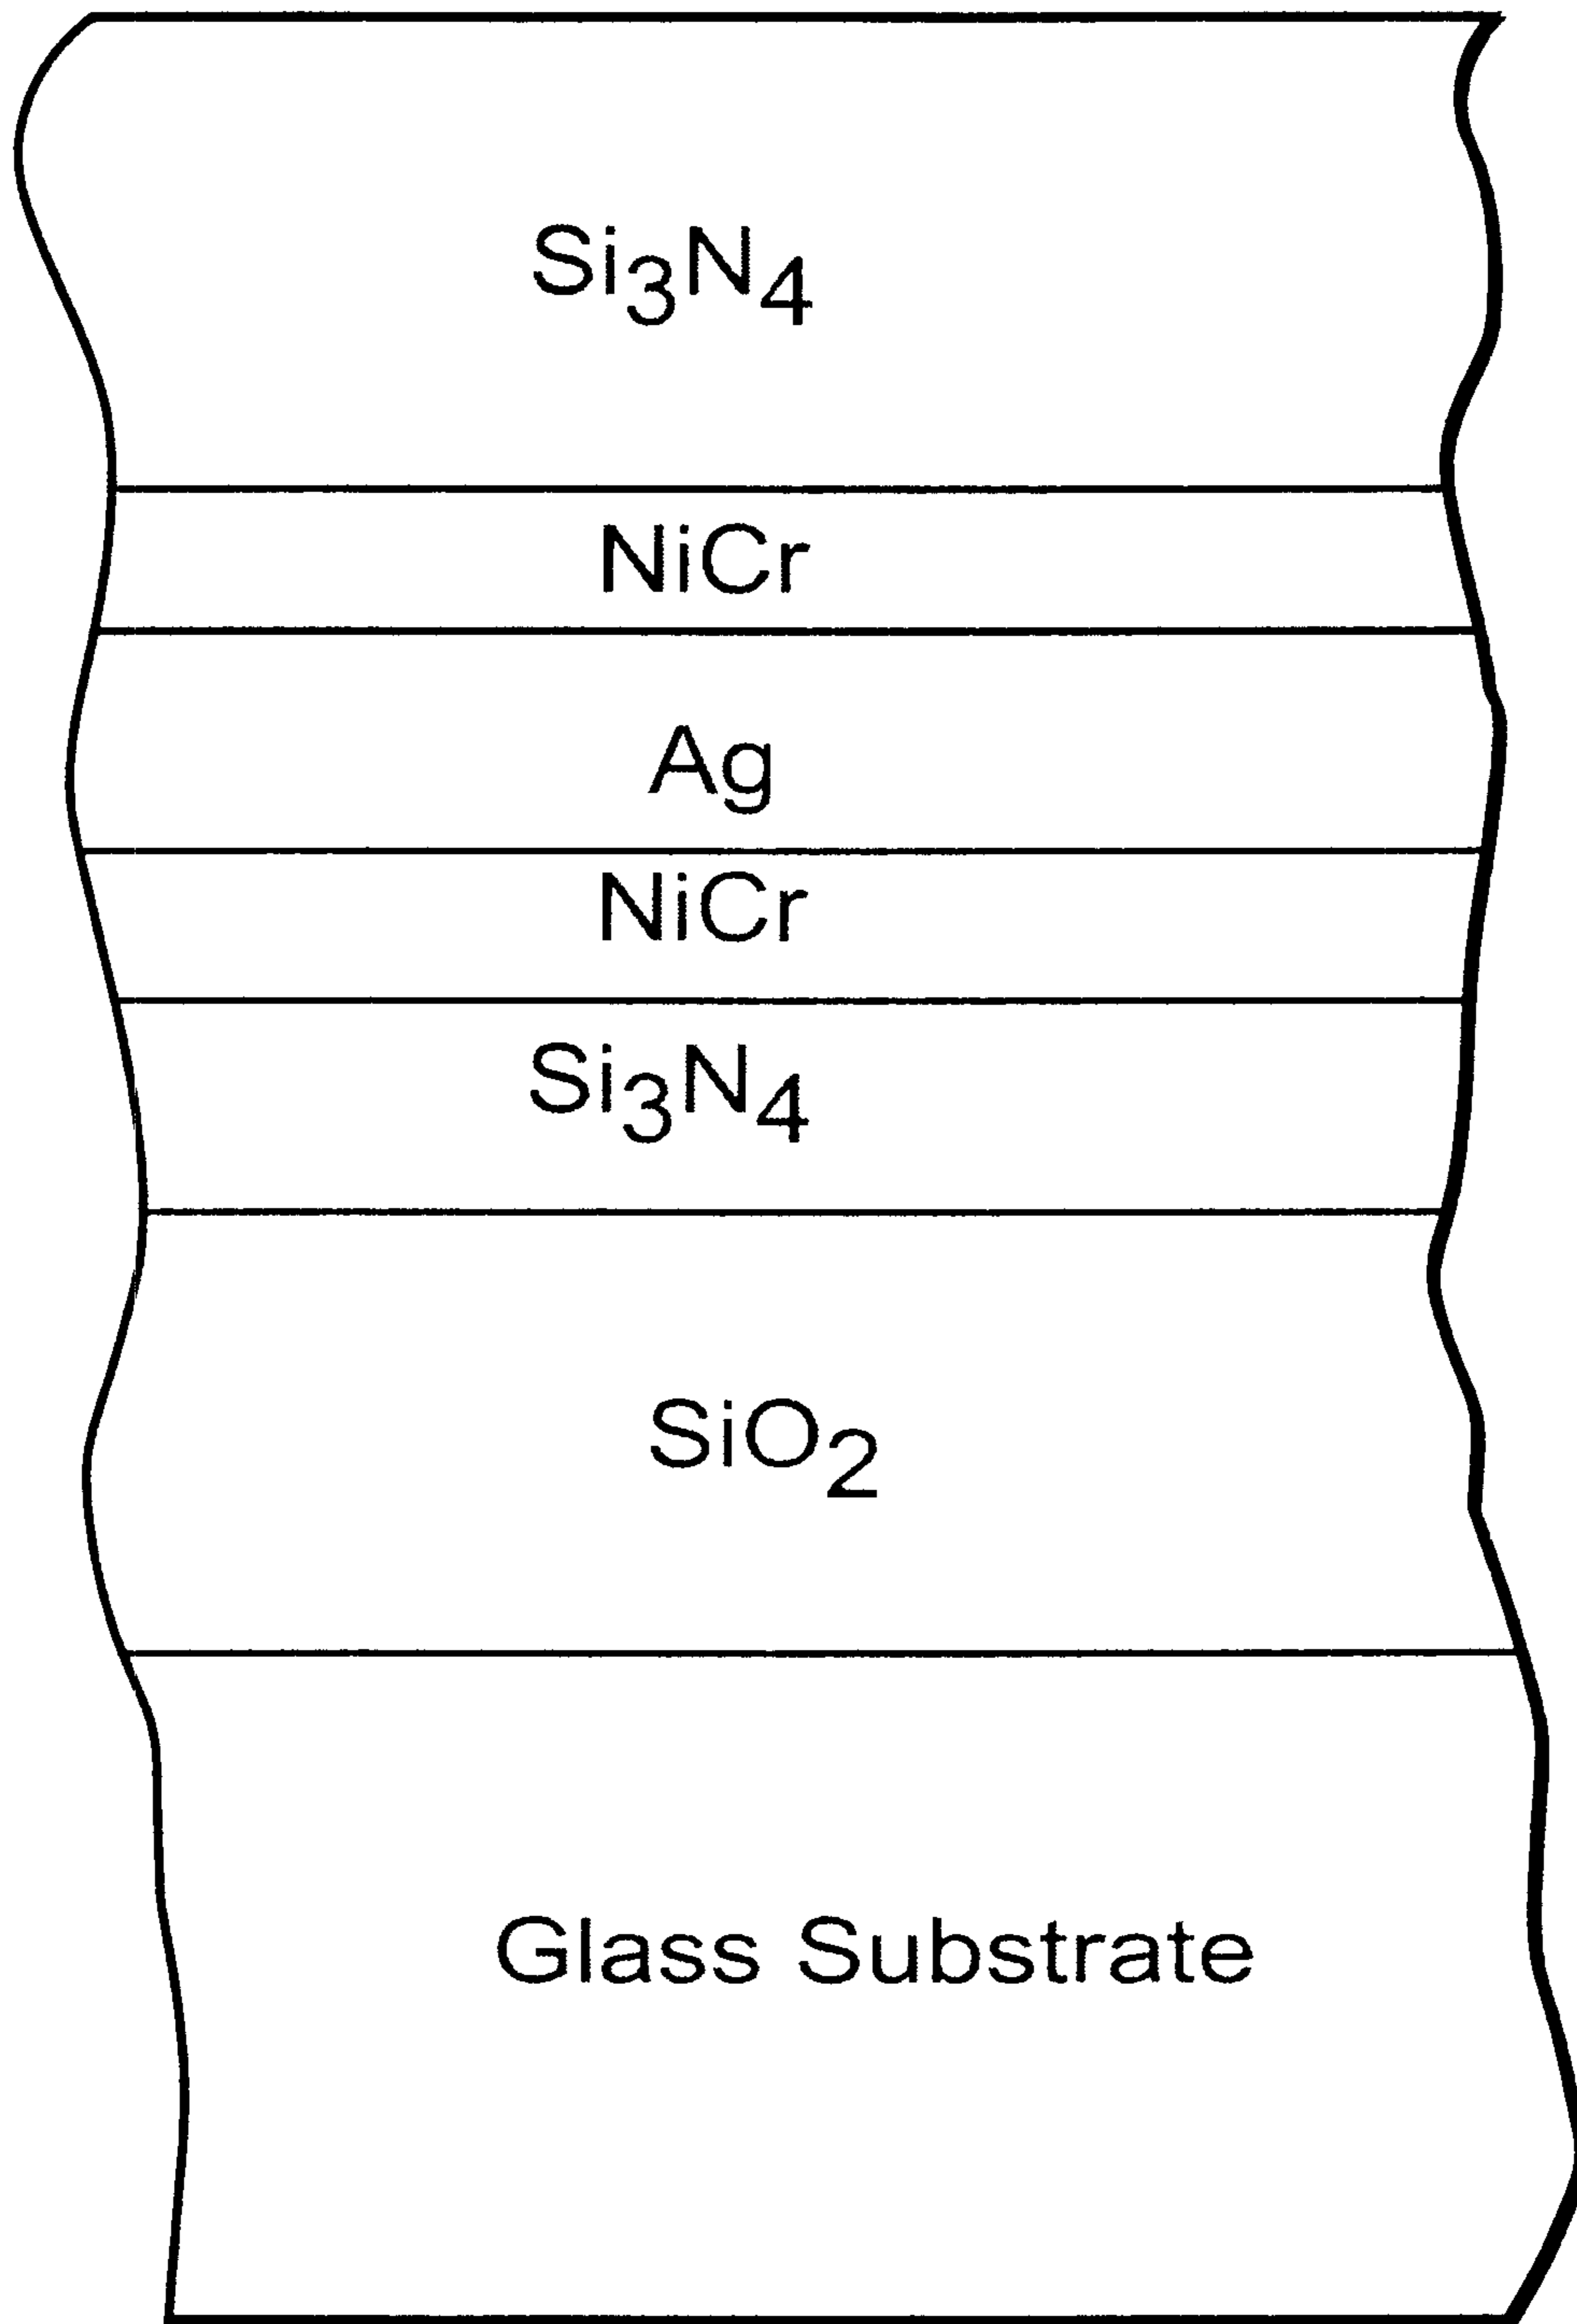 Si₃N₄
NiCr
Ag
NiCr
Si₃N₄
SiO₂
Glass Substrate